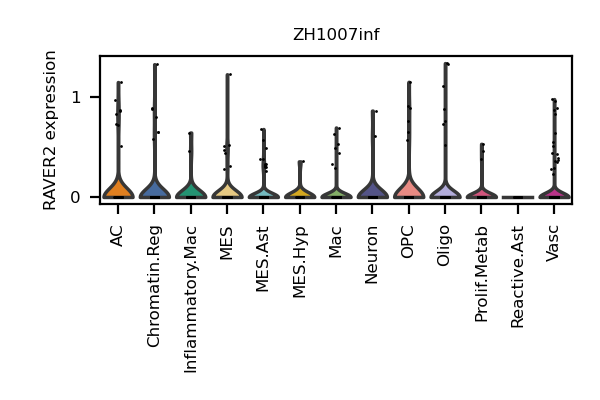 ZH1007inf
RAVER2 expression
1
0
AC
Chromatin.Reg
Inflammatory.Mac
MES
MES.Ast
MES.Hyp
Mac
Neuron
OPC
Oligo
Prolif.Metab
Reactive.Ast
Vasc